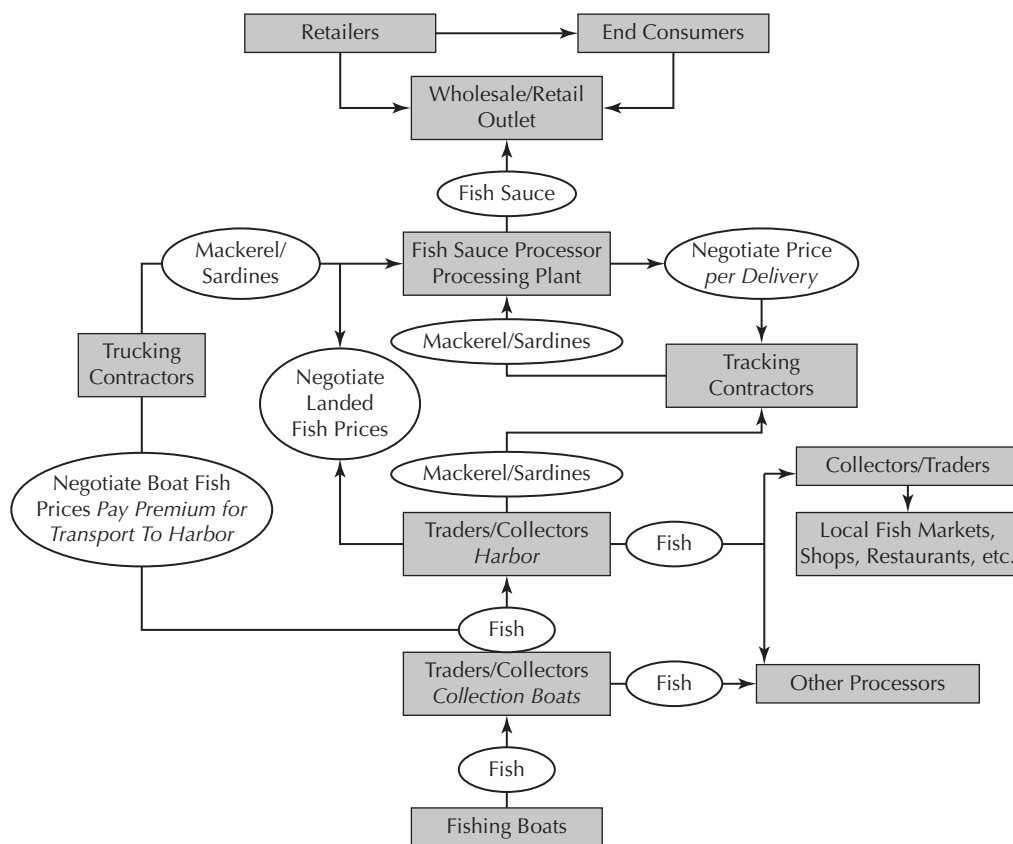 Retailers
End Consumers
Wholesale/Retail
Outlet
Fish Sauce
Mackerel/
Sardines
Fish Sauce Processor
Processing Plant
Negotiate Price
per Delivery
Mackerel/Sardines
Trucking
Contractors
Negotiate
Landed
Fish Prices
Tracking
Contractors
Mackerel/Sardines
Collectors/Traders
Negotiate Boat Fish
Prices Pay Premium for
Transport To Harbor
Traders/Collectors
Harbor
Fish
Local Fish Markets,
Shops, Restaurants, etc.
Fish
Traders/Collectors
Collection Boats
Fish
Other Processors
Fish
Fishing Boats